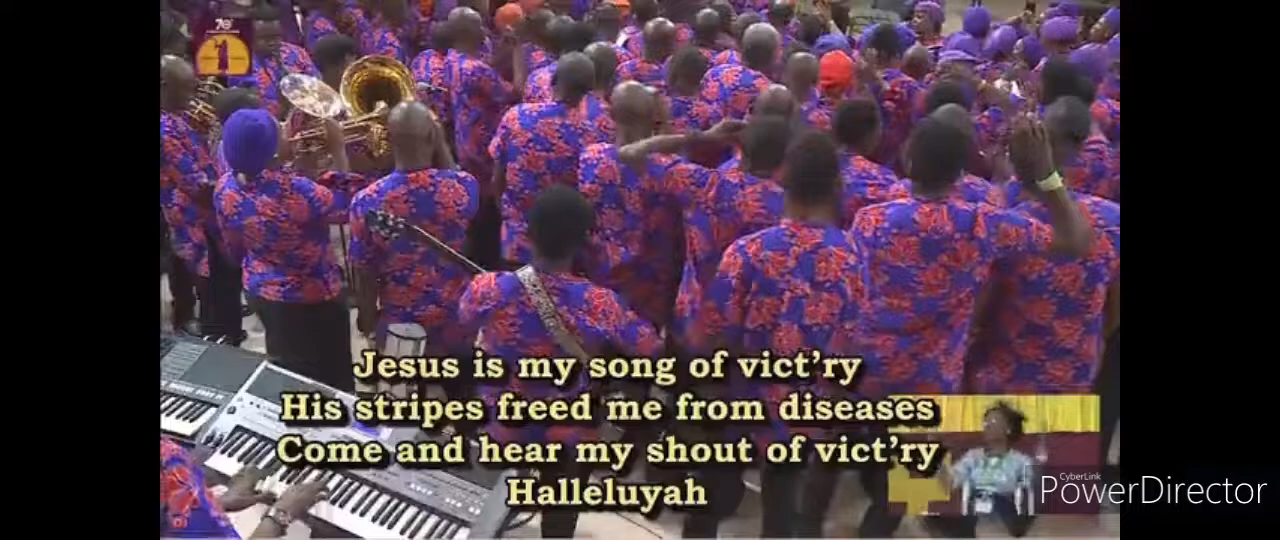 70
Jesus is my song of vict'ry
His stripes freed me from diseases
Come and hear my shout of vict'ry
Halleluyah
CyberLink
PowerDirector